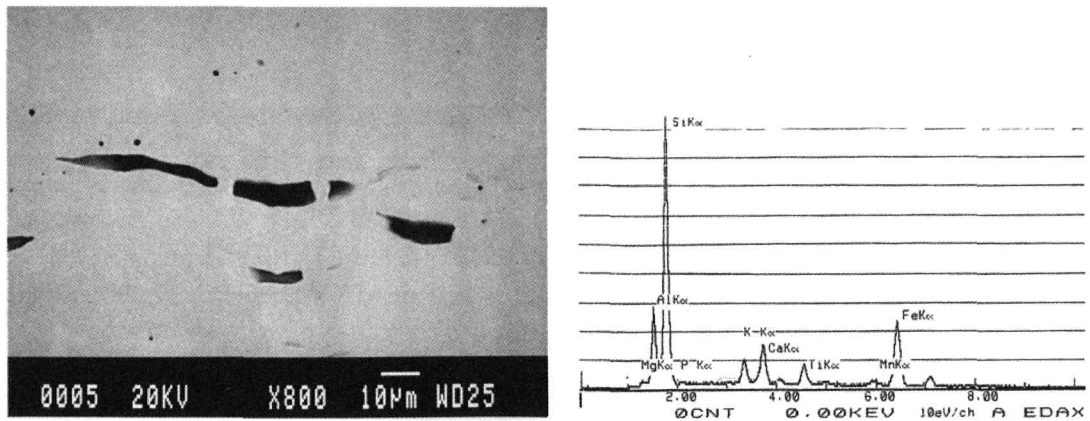 0005 20KV X800 10μm WD25
SiKα
AlKα
FeKα
K-Kα
CaKα
MgKα P Kα TiKα MnKα
2.00 4.00 6.00 8.00
0CNT 0.00KEV 10eV/ch A EDAX